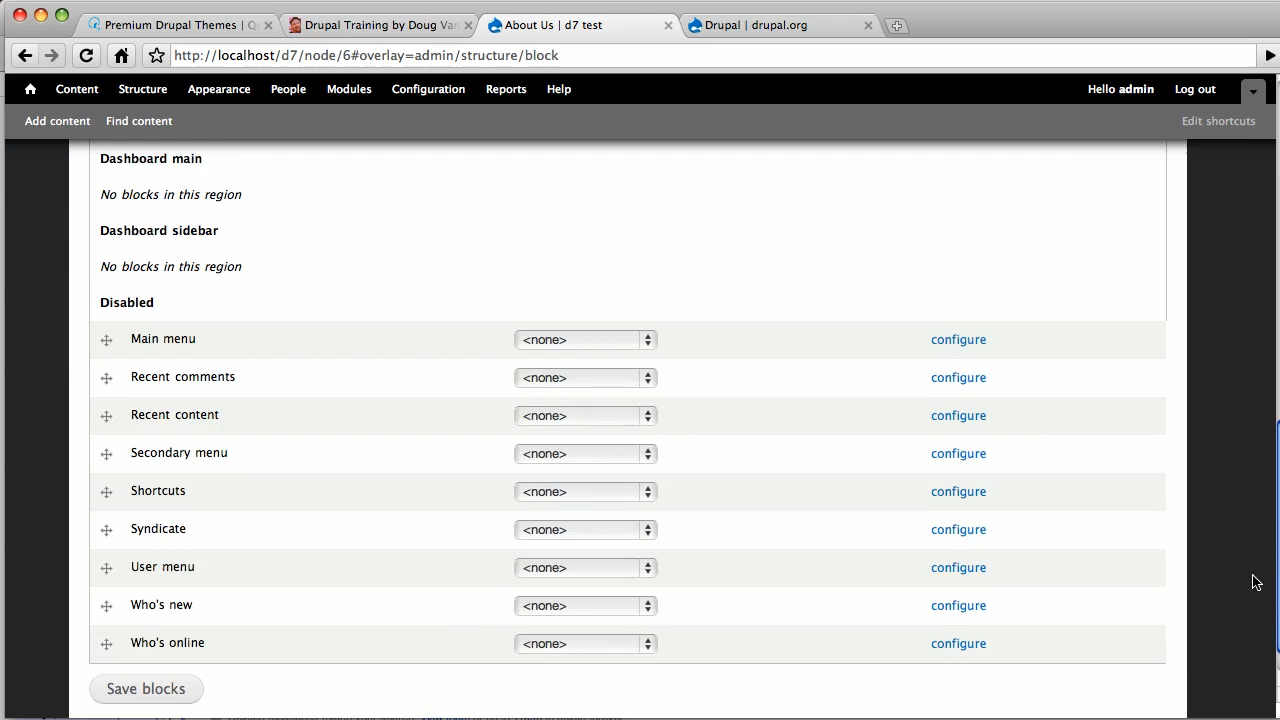 Premium Drupal Themes | Q
Drupal Training by Doug Van
About Us | d7 test
Drupal | drupal.org
http://localhost/d7/node/6#overlay=admin/structure/block
Content Structure Appearance People Modules Configuration Reports Help Hello admin Log out
Add content Find content Edit shortcuts
Dashboard main
No blocks in this region
Dashboard sidebar
No blocks in this region
Disabled
Main menu <none> configure
Recent comments <none> configure
Recent content <none> configure
Secondary menu <none> configure
Shortcuts <none> configure
Syndicate <none> configure
User menu <none> configure
Who's new <none> configure
Who's online <none> configure
Save blocks